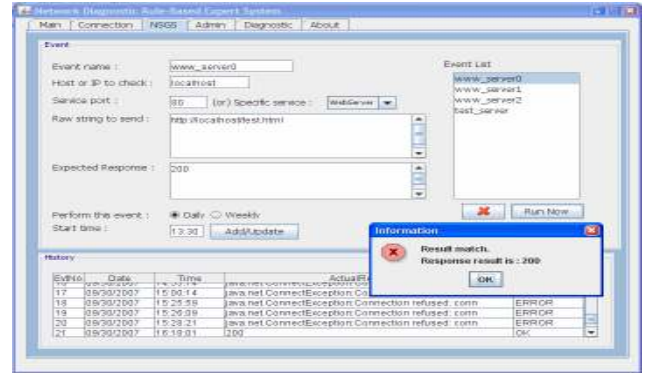 Network Diagnostic Rule-Based Expert System
Main Connection NSGS Admin Diagnostic About
Event
Event name : www_server0
Event List
Host or IP to check : localhost
www_server0
www_server1
www_server2
test_server
Service port : 80 (or) Specific service : WebServer
Raw string to send : http://localhost/test.html
Expected Response : 200
Perform this event : Daily Weekly
Run Now
Start time : 13:30 Add/Update
Information
Result match.
Response result is : 200
OK
History
EvtNo Date Time
17 09/30/2007 15:00:14 java.net.ConnectException:
18 09/30/2007 15:25:59 java.net.ConnectException:Connection refused: conn ERROR
19 09/30/2007 15:26:09 java.net.ConnectException:Connection refused: conn ERROR
20 09/30/2007 15:28:21 java.net.ConnectException:Connection refused: conn ERROR
21 09/30/2007 16:18:01 200 OK